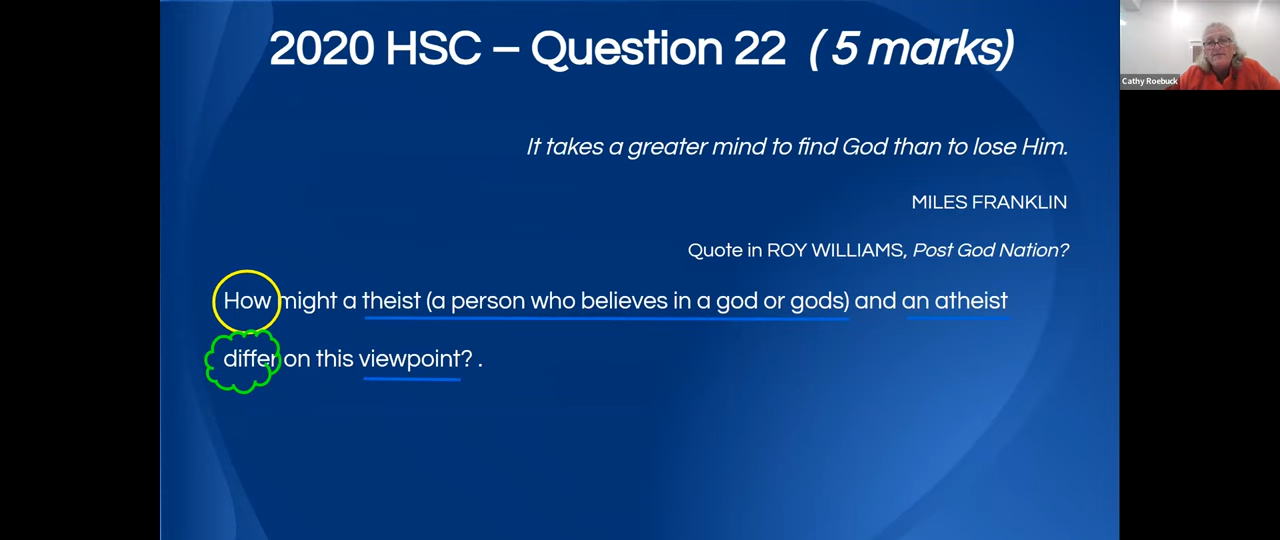 2020 HSC – Question 22 ( 5 marks)
Cathy Roebuck
It takes a greater mind to find God than to lose Him.
MILES FRANKLIN
Quote in ROY WILLIAMS, Post God Nation?
How might a theist (a person who believes in a god or gods) and an atheist
differ on this viewpoint? .